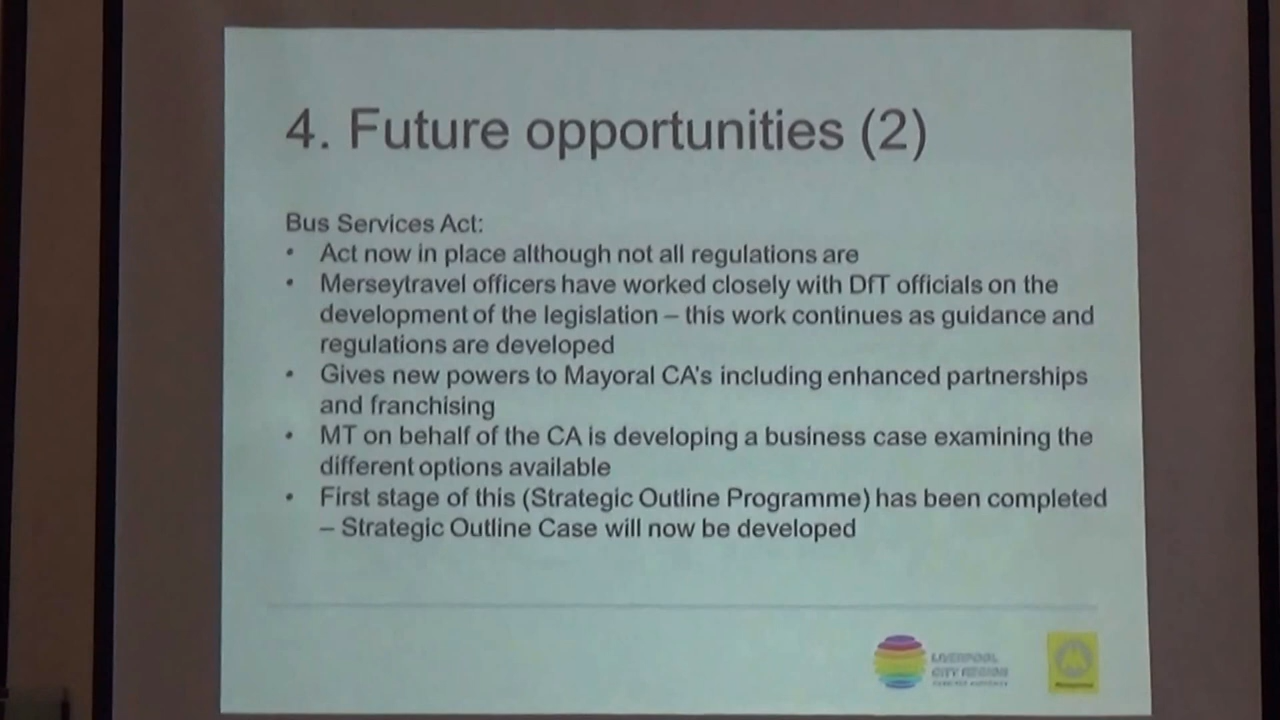 4. Future opportunities (2)
Bus Services Act:
• Act now in place although not all regulations are
• Merseytravel officers have worked closely with DfT officials on the
development of the legislation – this work continues as guidance and
regulations are developed
• Gives new powers to Mayoral CA's including enhanced partnerships
and franchising
• MT on behalf of the CA is developing a business case examining the
different options available
• First stage of this (Strategic Outline Programme) has been completed
– Strategic Outline Case will now be developed
LIVERPOOL
CITY REGION